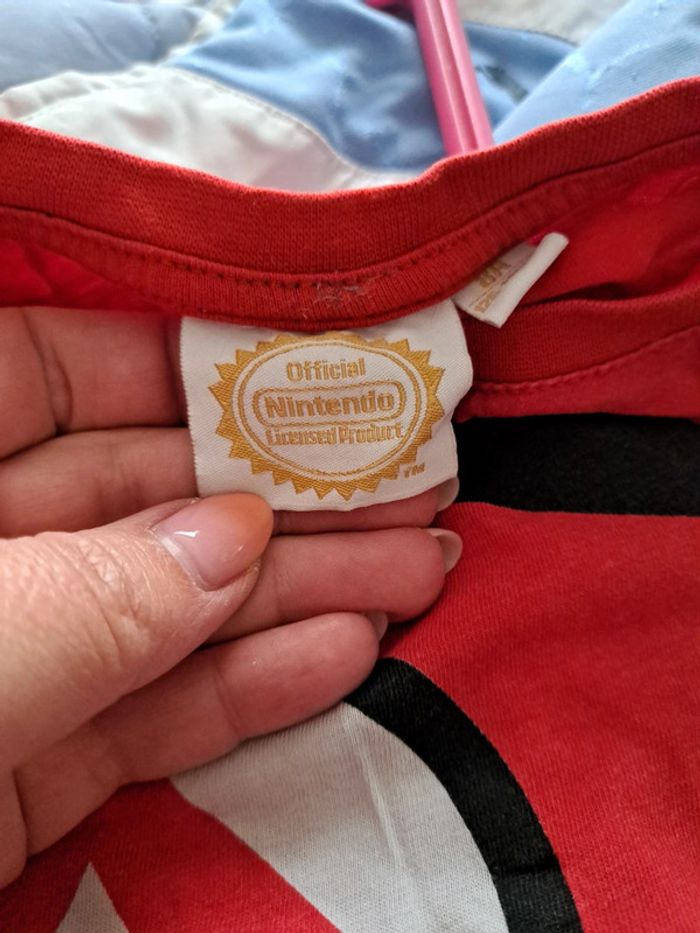 Official
Nintendo
Licensed Product
TM